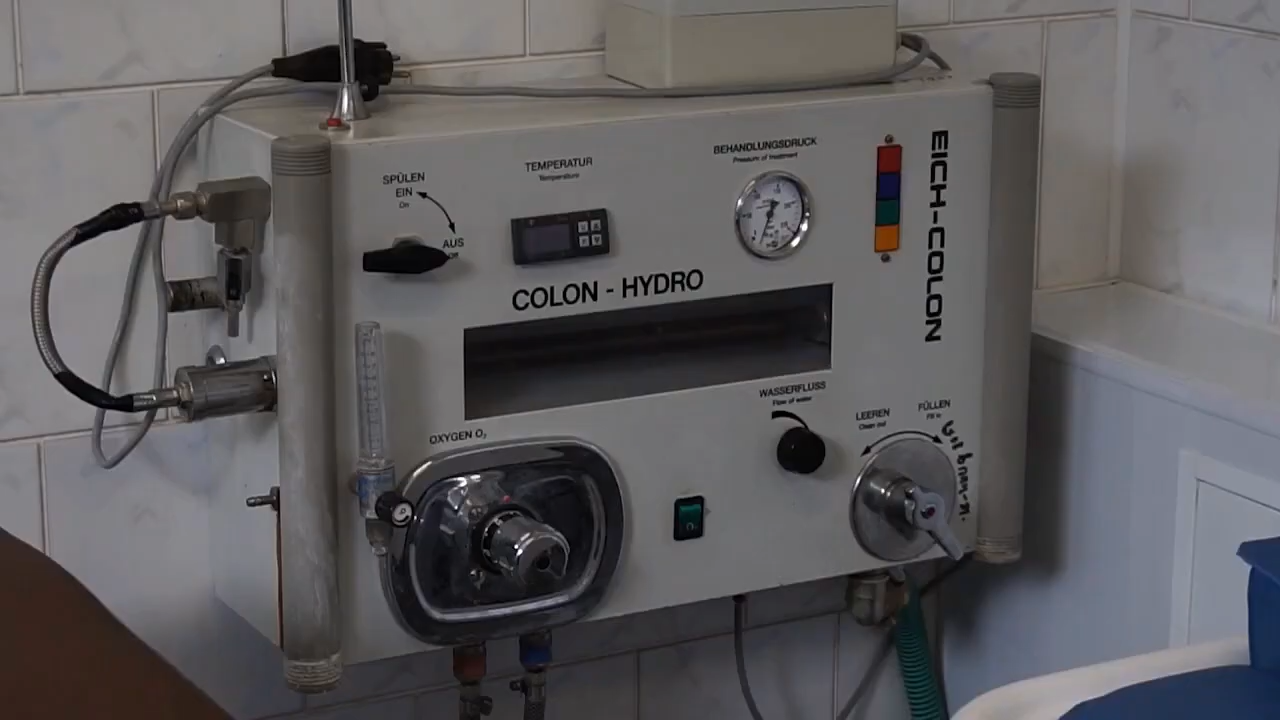 SPÜLEN
EIN
On
AUS
TEMPERATUR
Temperature
BEHANDLUNGSDRUCK
Pressure of treatment
EICH-COLON
COLON - HYDRO
WASSERFLUSS
Flow of water
LEEREN
Clean out
FÜLLEN
Fill in
OXYGEN O₂